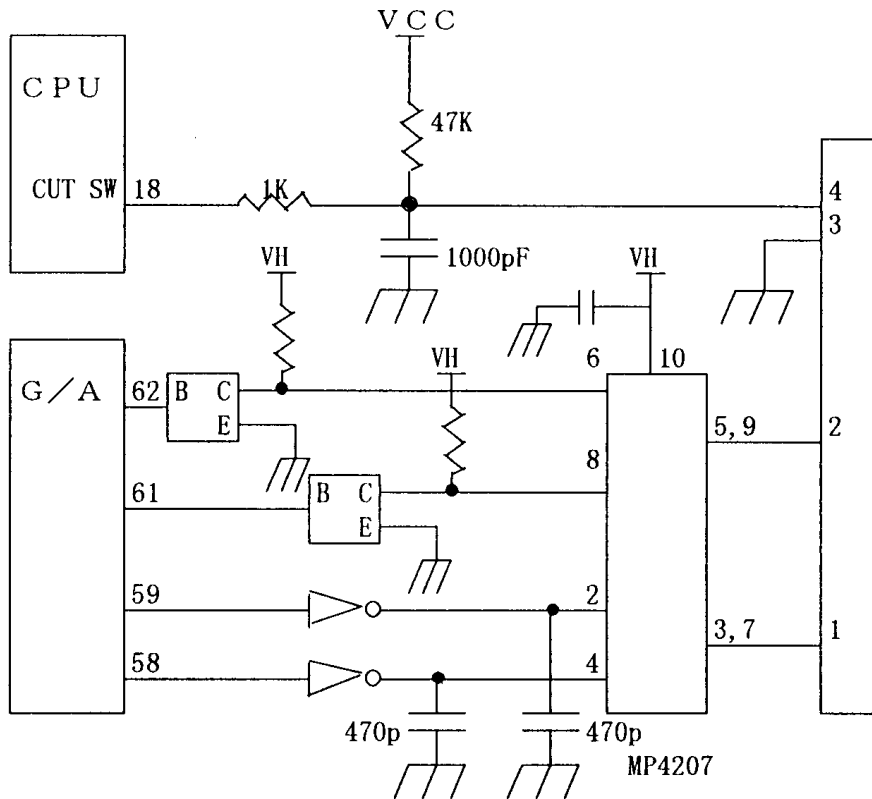 VCC
CPU
47K
CUT SW 18
1K
4
3
VH
1000pF
VH
6 10
G/A
62 B C
E
VH
5,9 2
8
61 B C
E
59 2
3,7 1
58 4
470p
470p
MP4207